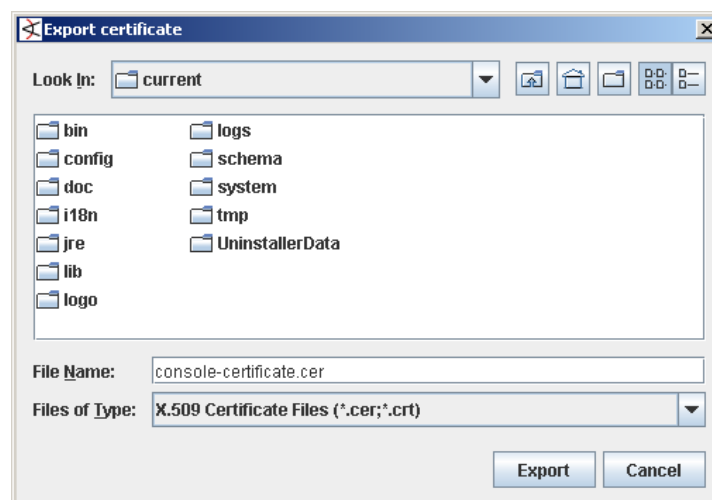 Export certificate
Look In: current
bin logs
config schema
doc system
i18n tmp
jre UninstallerData
lib
logo
File Name: console-certificate.cer
Files of Type: X.509 Certificate Files (*.cer;*.crt)
Export Cancel